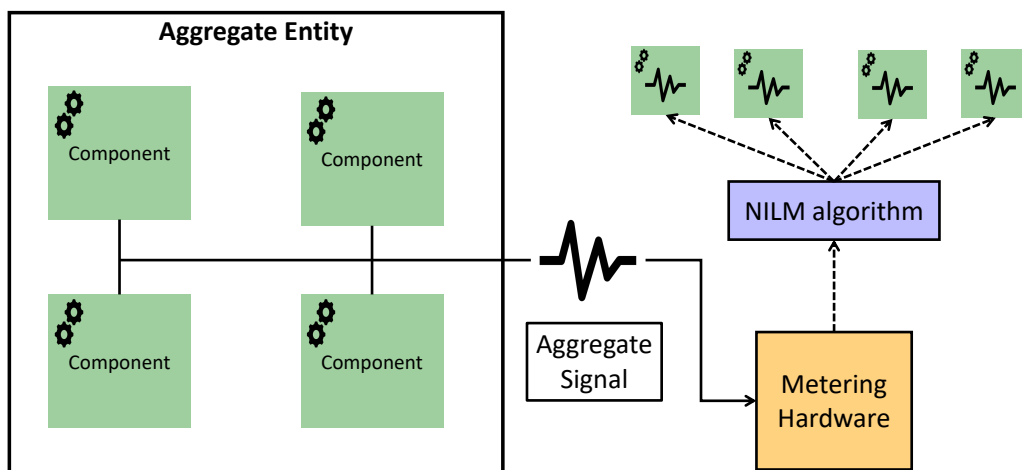 Aggregate Entity
Component
Component
Component
Component
Aggregate
Signal
NILM algorithm
Metering
Hardware